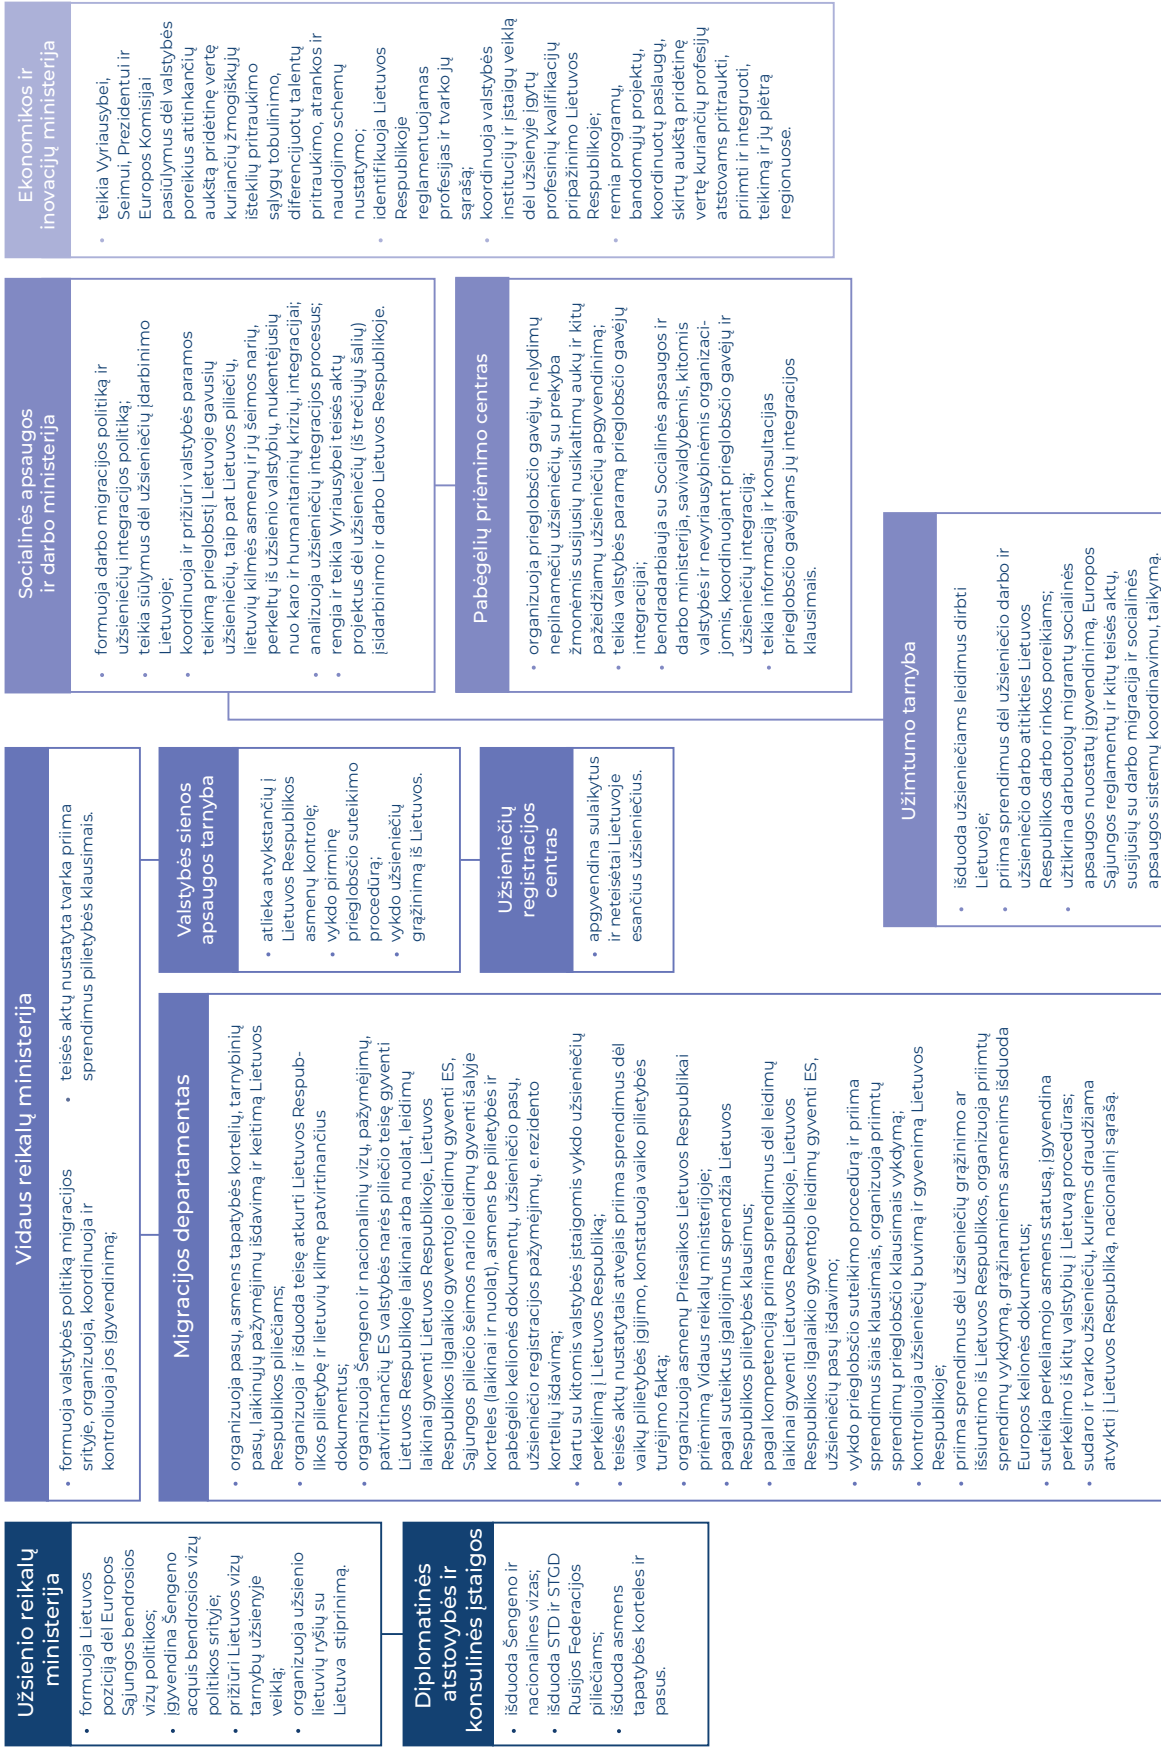 Užsienio reikalų
ministerija
• formuoja Lietuvos
poziciją dėl Europos
Sąjungos bendrosios
vizų politikos;
• įgyvendina Šengeno
acquis bendrosios vizų
politikos srityje;
• prižiūri Lietuvos vizų
tarnybų užsienyje
veiklą;
• organizuoja užsienio
lietuvių ryšių su
Lietuva stiprinimą.
Diplomatinės
atstovybės ir
konsulinės įstaigos
• išduoda Šengeno ir
nacionalines vizas;
• išduoda STD ir STGD
Rusijos Federacijos
piliečiams;
• išduoda asmens
tapatybės korteles ir
pasus.
Vidaus reikalų ministerija
• formuoja valstybės politiką migracijos
srityje, organizuoja, koordinuoja ir
kontroliuoja jos įgyvendinimą;
• teisės aktų nustatyta tvarka priima
sprendimus pilietybės klausimais.
Migracijos departamentas
• organizuoja pasų, asmens tapatybės kortelių, tarnybinių
pasų, laikinųjų pažymėjimų išdavimą ir keitimą Lietuvos
Respublikos piliečiams;
• organizuoja ir išduoda teisę atkurti Lietuvos Respub-
likos pilietybę ir lietuvių kilmę patvirtinančius
dokumentus;
• organizuoja Šengeno ir nacionalinių vizų, pažymėjimų,
patvirtinančių ES valstybės narės piliečio teisę gyventi
Lietuvos Respublikoje laikinai arba nuolat, leidimų
laikinai gyventi Lietuvos Respublikoje, Lietuvos
Respublikos ilgalaikio gyventojo leidimų gyventi ES,
Sąjungos piliečio šeimos nario leidimų gyventi šalyje
korteles (laikinai ir nuolat), asmens be pilietybės ir
pabėgėlio kelionės dokumentų, užsieniečio pasų,
užsieniečio registracijos pažymėjimų, e.rezidento
kortelių išdavimą;
• kartu su kitomis valstybės įstaigomis vykdo užsieniečių
perkėlimą į Lietuvos Respubliką;
• teisės aktų nustatytais atvejais priima sprendimus dėl
vaikų pilietybės įgijimo, konstatuoja vaiko pilietybės
turėjimo faktą;
• organizuoja asmenų Priesaikos Lietuvos Respublikai
priėmimą Vidaus reikalų ministerijoje;
• pagal suteiktus įgaliojimus sprendžia Lietuvos
Respublikos pilietybės klausimus;
• pagal kompetenciją priima sprendimus dėl leidimų
laikinai gyventi Lietuvos Respublikoje, Lietuvos
Respublikos ilgalaikio gyventojo leidimų gyventi ES,
užsieniečių pasų išdavimo;
• vykdo prieglobsčio suteikimo procedūrą ir priima
sprendimus šiais klausimais, organizuoja priimtų
sprendimų prieglobsčio klausimais vykdymą;
• kontroliuoja užsieniečių buvimą ir gyvenimą Lietuvos
Respublikoje;
• priima sprendimus dėl užsieniečių grąžinimo ar
išsiuntimo iš Lietuvos Respublikos, organizuoja priimtų
sprendimų vykdymą, grąžinamiems asmenims išduoda
Europos kelionės dokumentus;
• suteikia perkeliamojo asmens statusą, įgyvendina
perkėlimo iš kitų valstybių į Lietuvą procedūras;
• sudaro ir tvarko užsieniečių, kuriems draudžiama
atvykti į Lietuvos Respubliką, nacionalinį sąrašą.
Valstybės sienos
apsaugos tarnyba
• atlieka atvykstančių į
Lietuvos Respublikos
asmenų kontrolę;
• vykdo pirminę
prieglobsčio suteikimo
procedūrą;
• vykdo užsieniečių
grąžinimą iš Lietuvos.
Užsieniečių
registracijos
centras
• apgyvendina sulaikytus
ir neteisėtai Lietuvoje
esančius užsieniečius.
Socialinės apsaugos
ir darbo ministerija
• formuoja darbo migracijos politiką ir
užsieniečių integracijos politiką;
• teikia siūlymus dėl užsieniečių įdarbinimo
Lietuvoje;
• koordinuoja ir prižiūri valstybės paramos
teikimą prieglobstį Lietuvoje gavusių
užsieniečių, taip pat Lietuvos piliečių,
lietuvių kilmės asmenų ir jų šeimos narių,
perkeltų iš užsienio valstybių, nukentėjusių
nuo karo ir humanitarinių krizių, integracijai;
• analizuoja užsieniečių integracijos procesus;
• rengia ir teikia Vyriausybei teisės aktų
projektus dėl užsieniečių (iš trečiųjų šalių)
įsidarbinimo ir darbo Lietuvos Respublikoje.
Pabėgėlių priėmimo centras
• organizuoja prieglobsčio gavėjų, nelydimų
nepilnamečių užsieniečių, su prekyba
žmonėmis susijusių nusikaltimų aukų ir kitų
pažeidžiamų užsieniečių apgyvendinimą;
• teikia valstybės paramą prieglobsčio gavėjų
integracijai;
• bendradarbiauja su Socialinės apsaugos ir
darbo ministerija, savivaldybėmis, kitomis
valstybės ir nevyriausybinėmis organizaci-
jomis, koordinuojant prieglobsčio gavėjų ir
užsieniečių integraciją;
• teikia informaciją ir konsultacijas
prieglobsčio gavėjams jų integracijos
klausimais.
Užimtumo tarnyba
• išduoda užsieniečiams leidimus dirbti
Lietuvoje;
• priima sprendimus dėl užsieniečio darbo ir
užsieniečio darbo atitikties Lietuvos
Respublikos darbo rinkos poreikiams;
• užtikrina darbuotojų migrantų socialinės
apsaugos nuostatų įgyvendinimą, Europos
Sąjungos reglamentų ir kitų teisės aktų,
susijusių su darbo migracija ir socialinės
apsaugos sistemų koordinavimu, taikymą.
Ekonomikos ir
inovacijų ministerija
• teikia Vyriausybei,
Seimui, Prezidentui ir
Europos Komisijai
pasiūlymus dėl valstybės
poreikius atitinkančių
aukštą pridėtinę vertę
kuriančių žmogiškųjų
išteklių pritraukimo
sąlygų tobulinimo,
diferencijuotų talentų
pritraukimo, atrankos ir
naudojimo schemų
nustatymo;
• identifikuoja Lietuvos
Respublikoje
reglamentuojamas
profesijas ir tvarko jų
sąrašą;
• koordinuoja valstybės
institucijų ir įstaigų veiklą
dėl užsienyje įgytų
profesinių kvalifikacijų
pripažinimo Lietuvos
Respublikoje;
• remia programų,
bandomųjų projektų,
koordinuotų paslaugų,
skirtų aukštą pridėtinę
vertę kuriančių profesijų
atstovams pritraukti,
priimti ir integruoti,
teikimą ir jų plėtrą
regionuose.